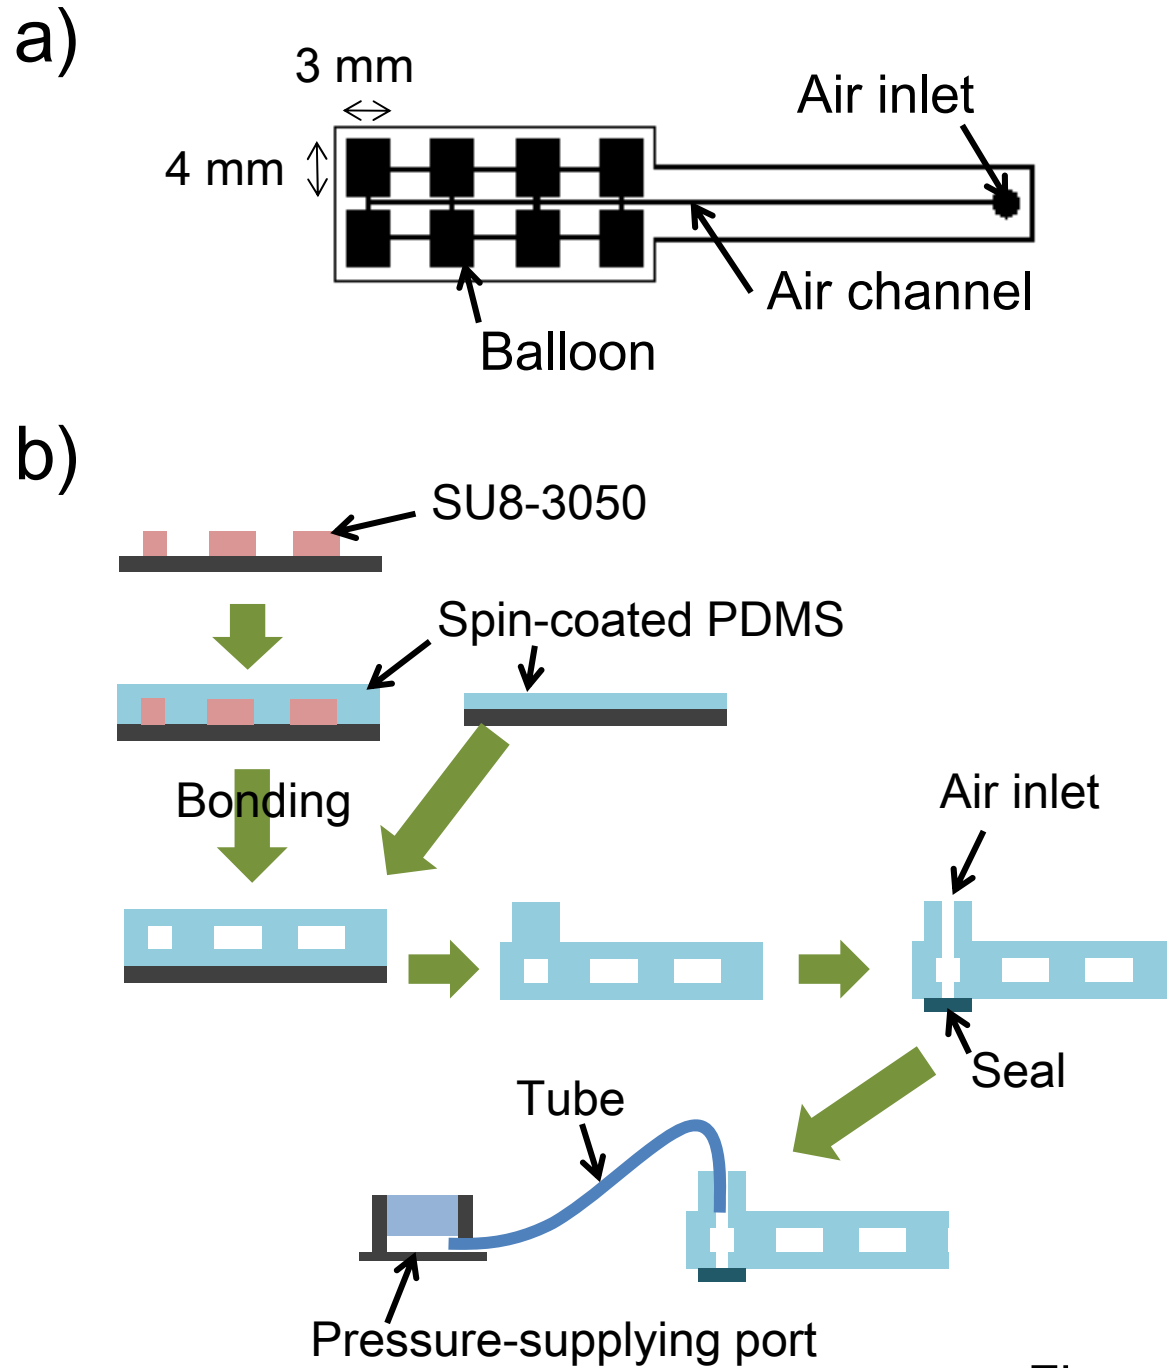 a)
3 mm
Air inlet
4 mm
Air channel
Balloon
b)
SU8-3050
Spin-coated PDMS
Bonding
Air inlet
Seal
Tube
Pressure-supplying port